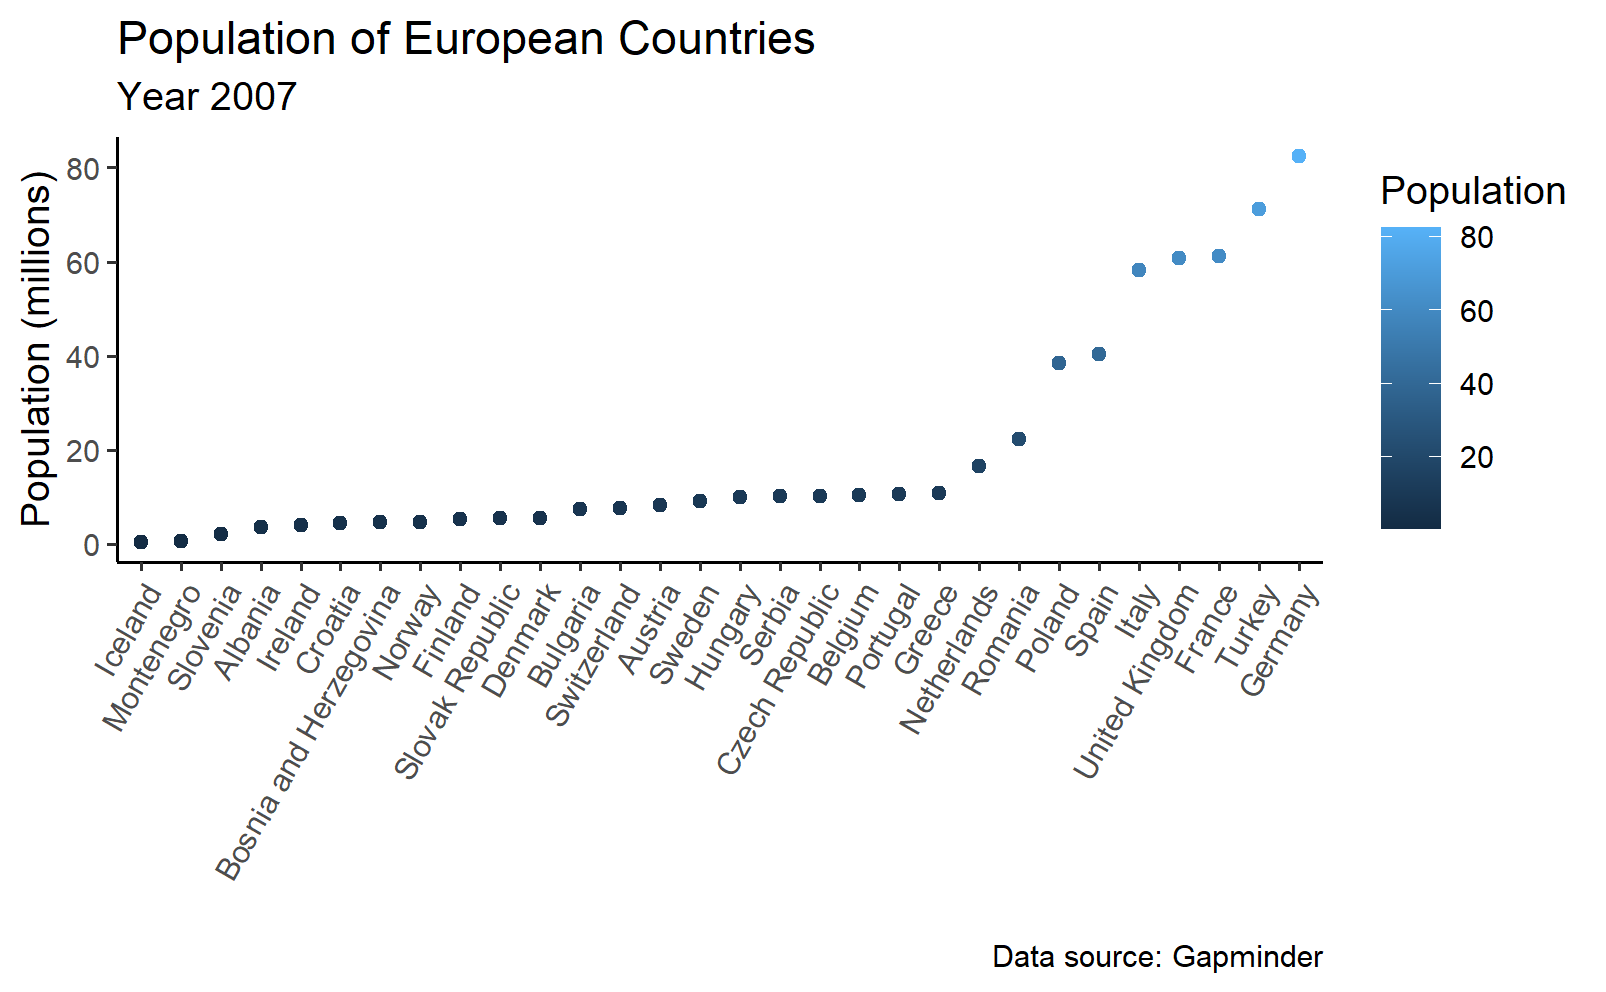 Population of European Countries
Year 2007
Population (millions)
80
60
40
20
0
Iceland
Montenegro
Slovenia
Albania
Ireland
Croatia
Bosnia and Herzegovina
Norway
Finland
Slovak Republic
Denmark
Bulgaria
Switzerland
Austria
Sweden
Hungary
Serbia
Czech Republic
Belgium
Portugal
Greece
Netherlands
Romania
Poland
Spain
Italy
United Kingdom
France
Turkey
Germany
Population
80
60
40
20
Data source: Gapminder